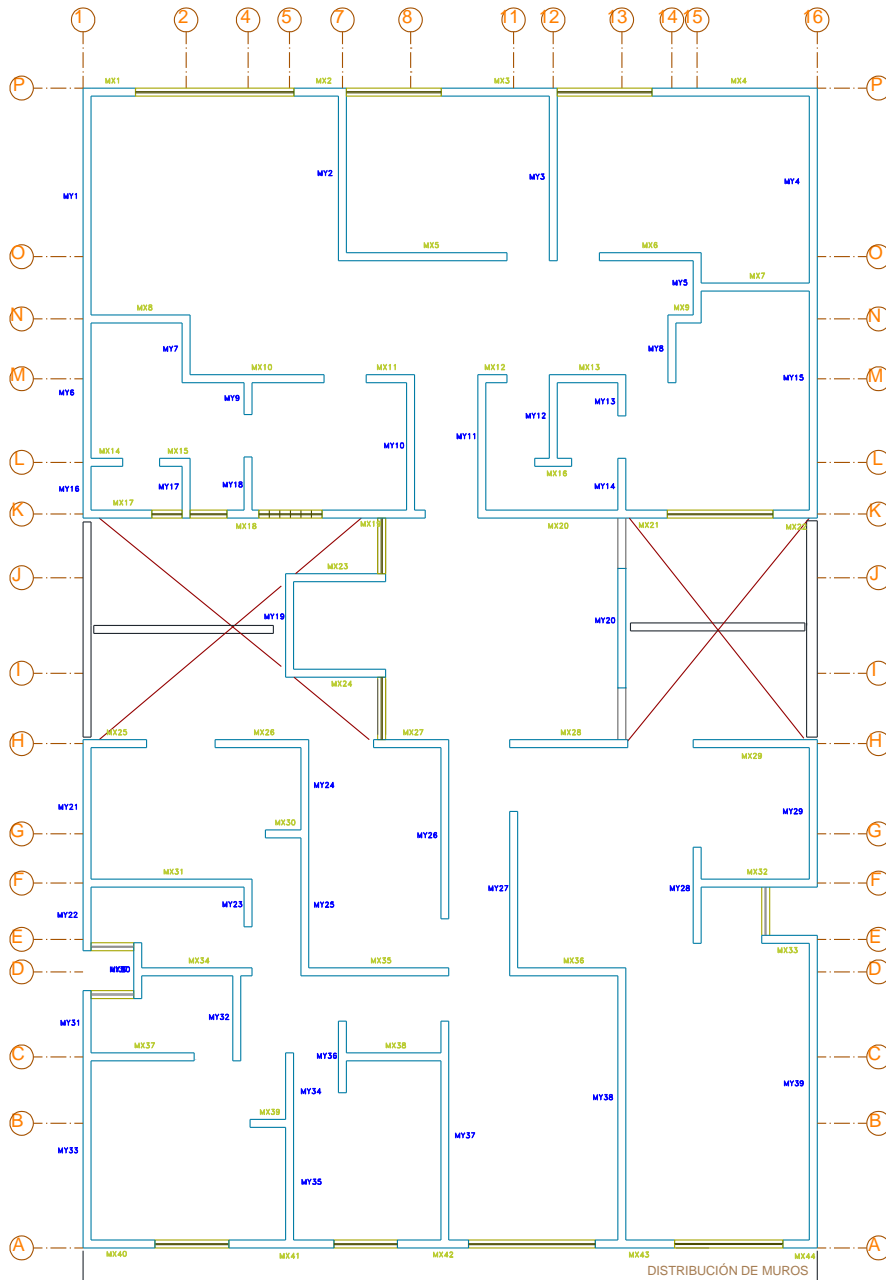 1 2 4 5 7 8 11 12 13 14 15 16
MX1 MX2 MX3 MX4
P P
MY2 MY3 MY4
MY1
MX5 MX6
O O
MY5 MX7
MX8 MX9
N N
MY7 MY8
MX10 MX11 MX12 MX13
M M
MY6 MY9 MY12 MY13 MY15
MY10 MY11
MX14 MX15 MX16
L L
MY16 MY17 MY18 MY14
MX17
K K
MX18 MX19 MX20 MX21 MX22
J J
MX23
MY19 MY20
I I
MX24
MX25 MX26 MX27 MX28
H H
MX29
MY24
MY21 MY26 MY29
MX30
G G
MX31 MX32
F F
MY22 MY23 MY25 MY27 MY28
E E
MX33
D D
MX34 MX35 MX36
MY31 MY32
MX37 MY36 MX38
C C
MY34 MY39
MX39 MY38
B B
MY33 MY35 MY37
A A
MX40 MX41 MX42 MX43 MX44
DISTRIBUCIÓN DE MUROS